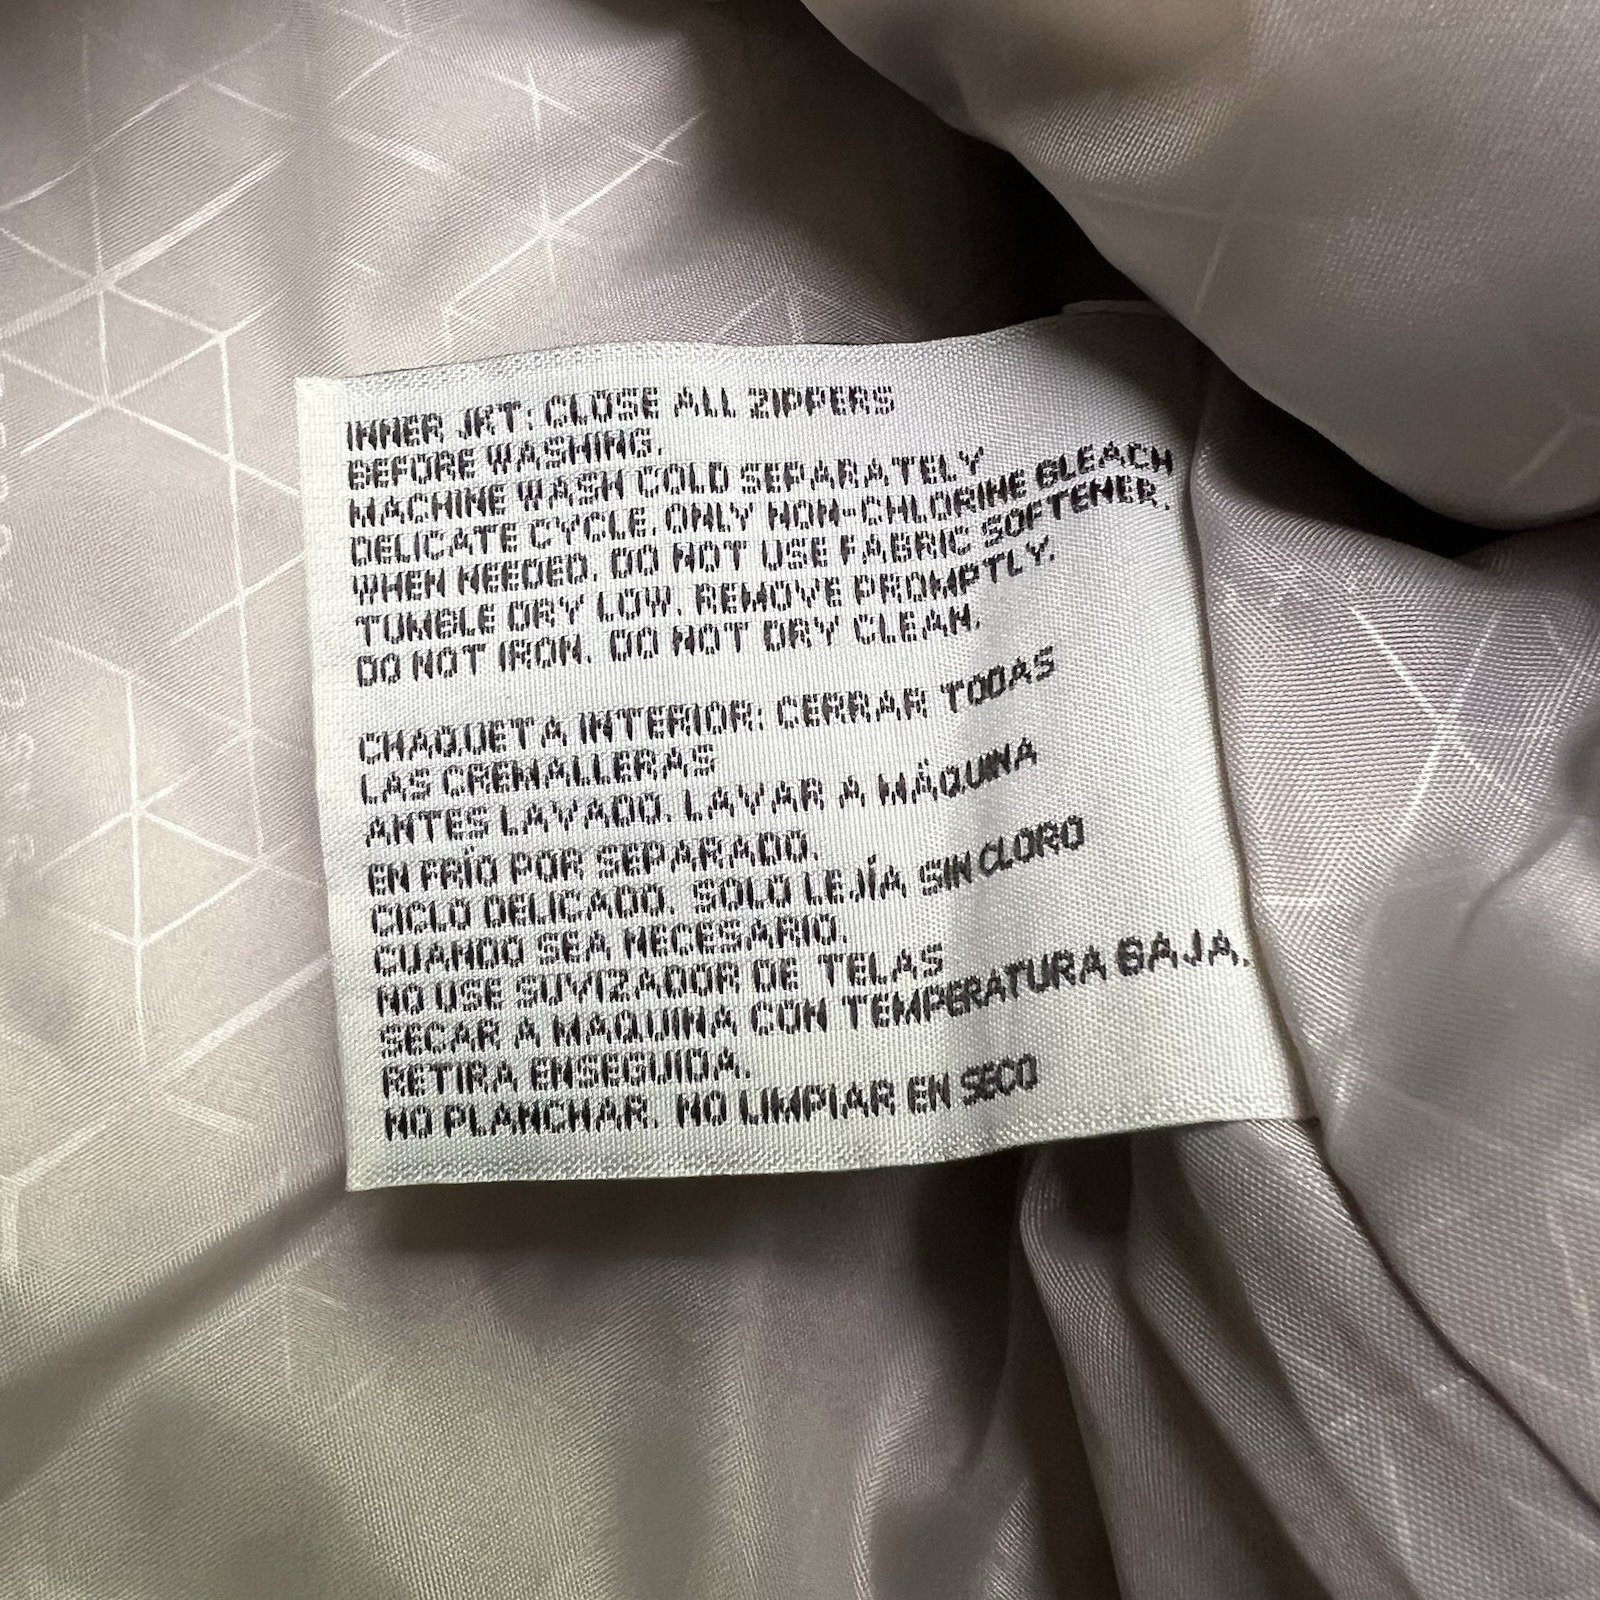 INNER JKT: CLOSE ALL ZIPPERS
BEFORE WASHING.
MACHINE WASH COLD SEPARATELY
DELICATE CYCLE. ONLY NON-CHLORINE BLEACH
WHEN NEEDED. DO NOT USE FABRIC SOFTENER.
TUMBLE DRY LOW. REMOVE PROMPTLY.
DO NOT IRON. DO NOT DRY CLEAN.
CHAQUETA INTERIOR: CERRAR TODAS
LAS CREMALLERAS
ANTES LAVADO. LAVAR A MÁQUINA
EN FRÍO POR SEPARADO.
CICLO DELICADO. SOLO LEJÍA SIN CLORO
CUANDO SEA NECESARIO.
NO USE SUVIZADOR DE TELAS
SECAR A MAQUINA CON TEMPERATURA BAJA.
RETIRA ENSEGUIDA.
NO PLANCHAR. NO LIMPIAR EN SECO